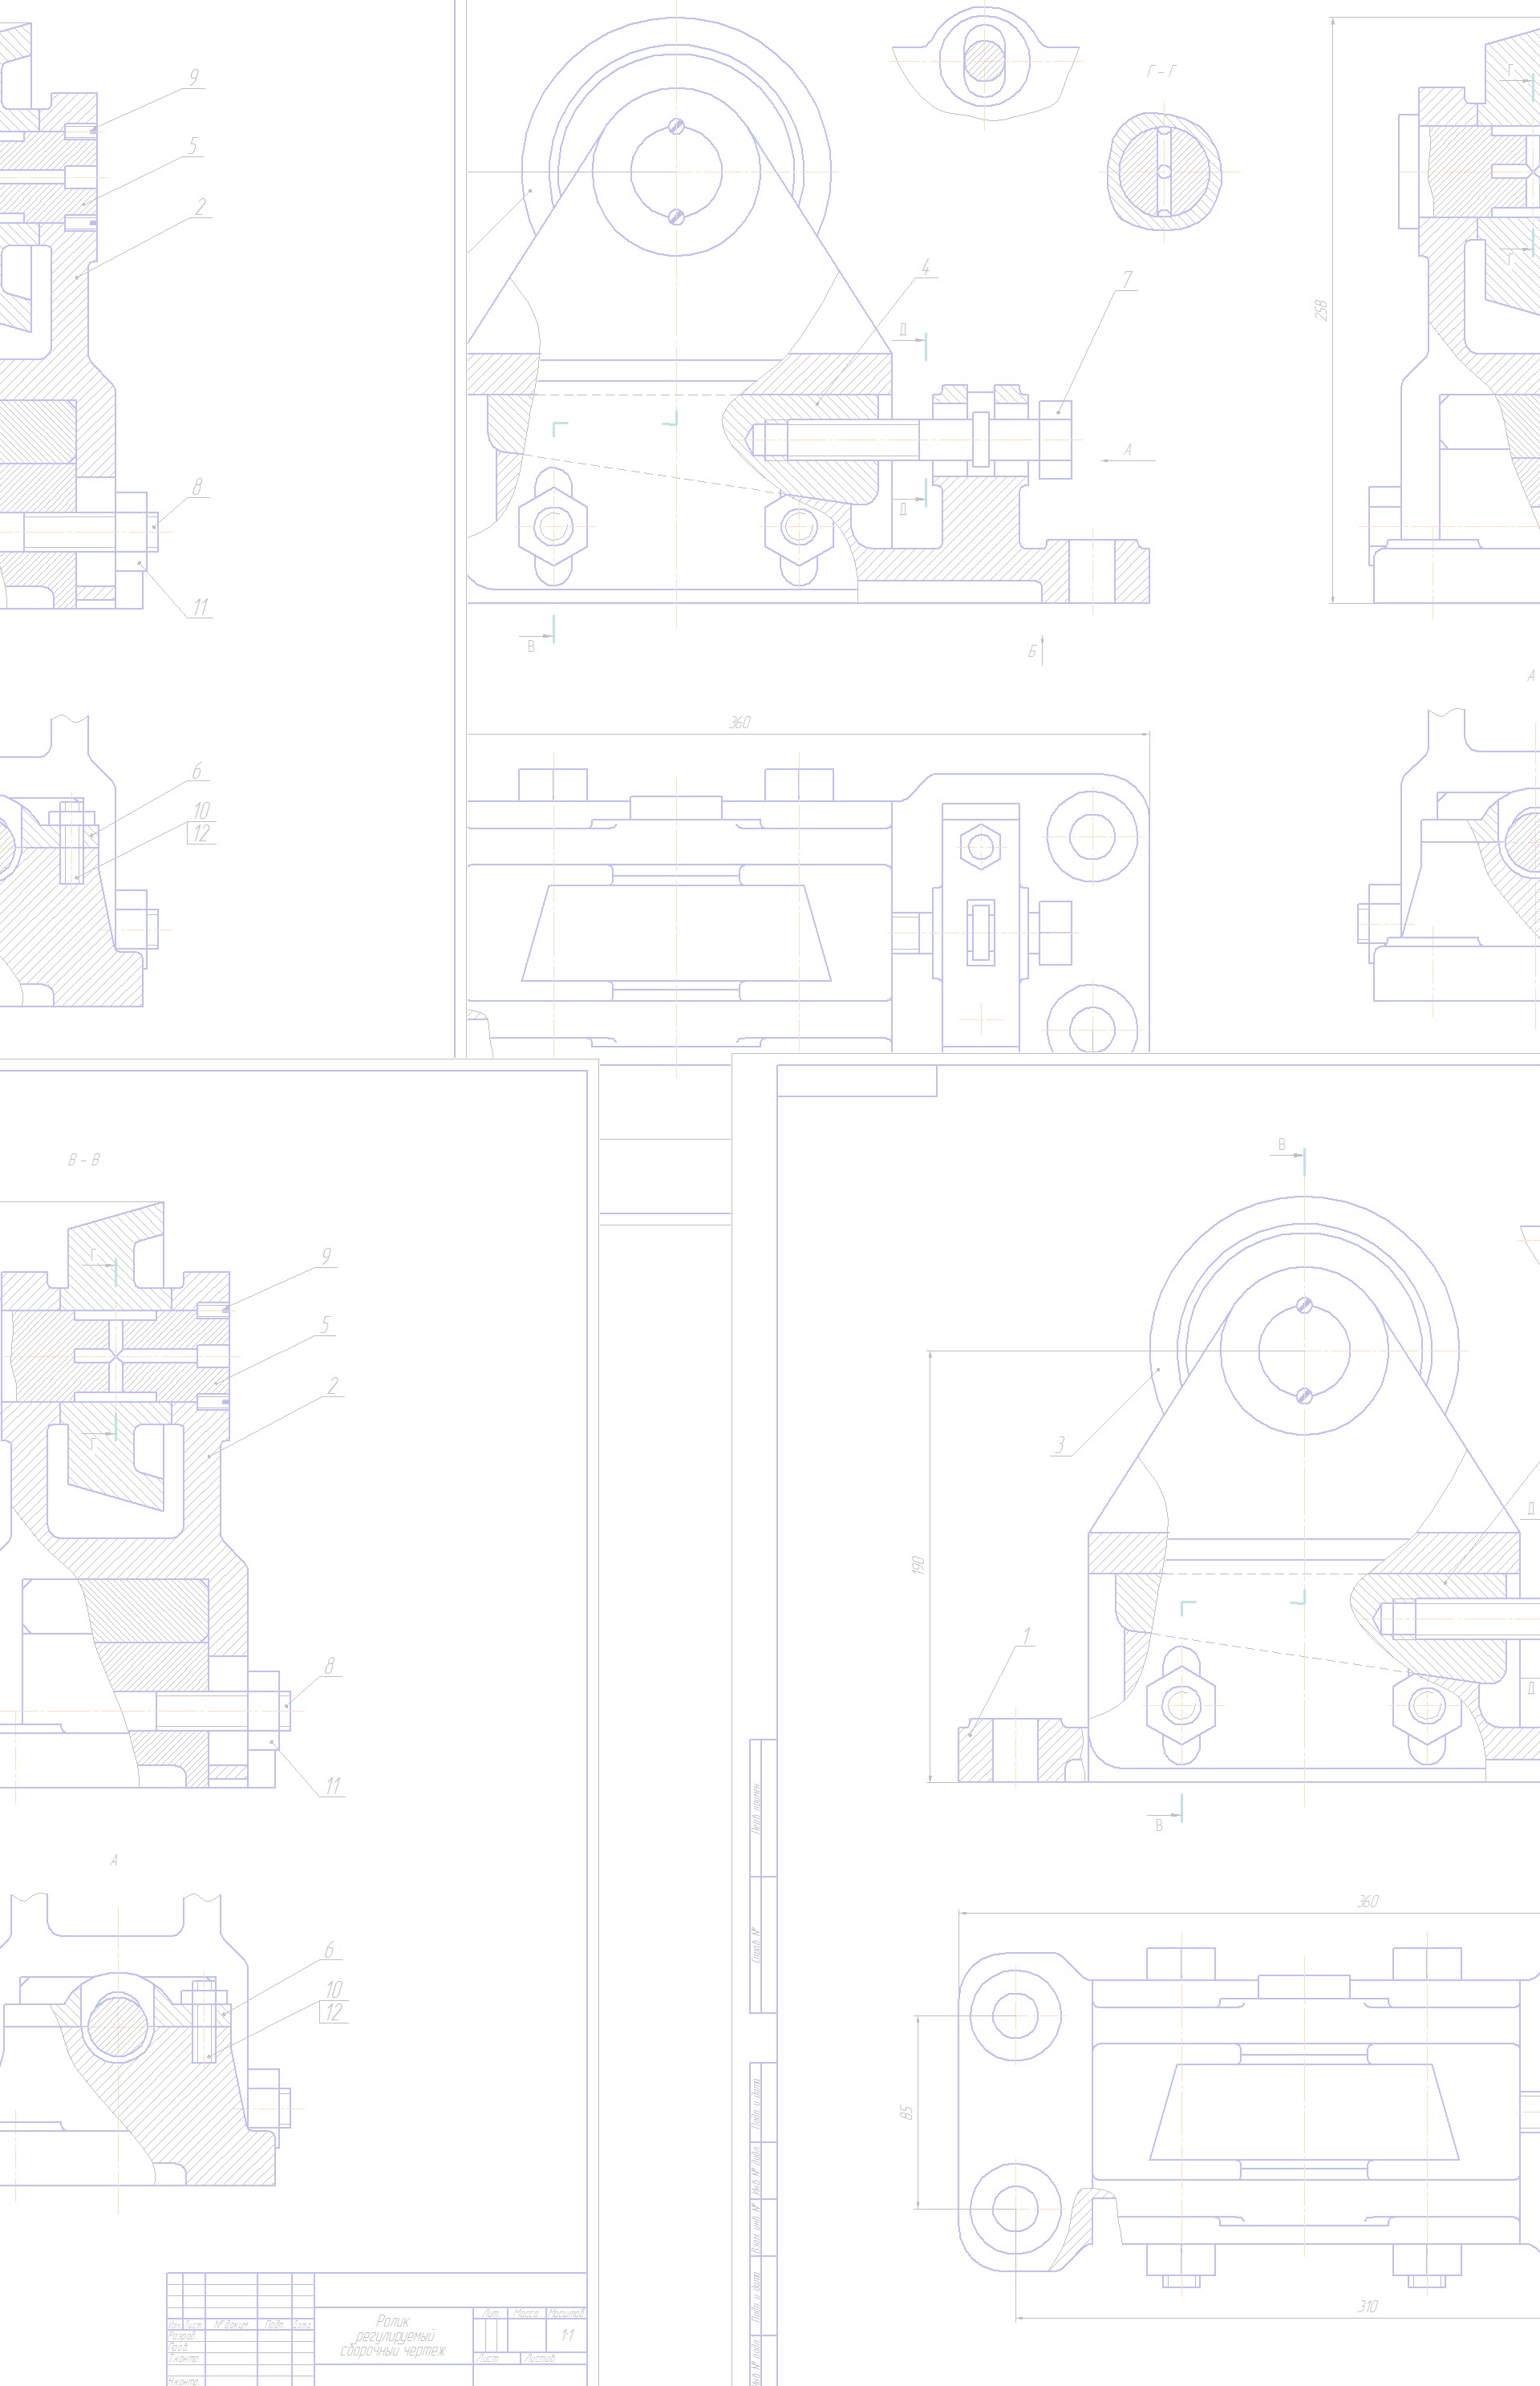 9
5
2
8
11
6
10
12
Г - Г
4
7
Д
А
Д
В
Б
360
258
Г
Г
А
В - В
Г
9
5
2
Г
8
11
А
6
10
12
В
3
190
Д
1
Д
В
360
85
310
Перв. примен.
Справ. №
Подп. и дата
Инв. № дубл.
Взам. инв. №
Подп. и дата
Инв. № подл.
Изм. Лист № докум. Подп. Дата
Разраб.
Пров.
Т.контр.
Н.контр.
Ролик
регулируемый
сборочный чертеж
Лит. Масса Масштаб
1:1
Лист Листов